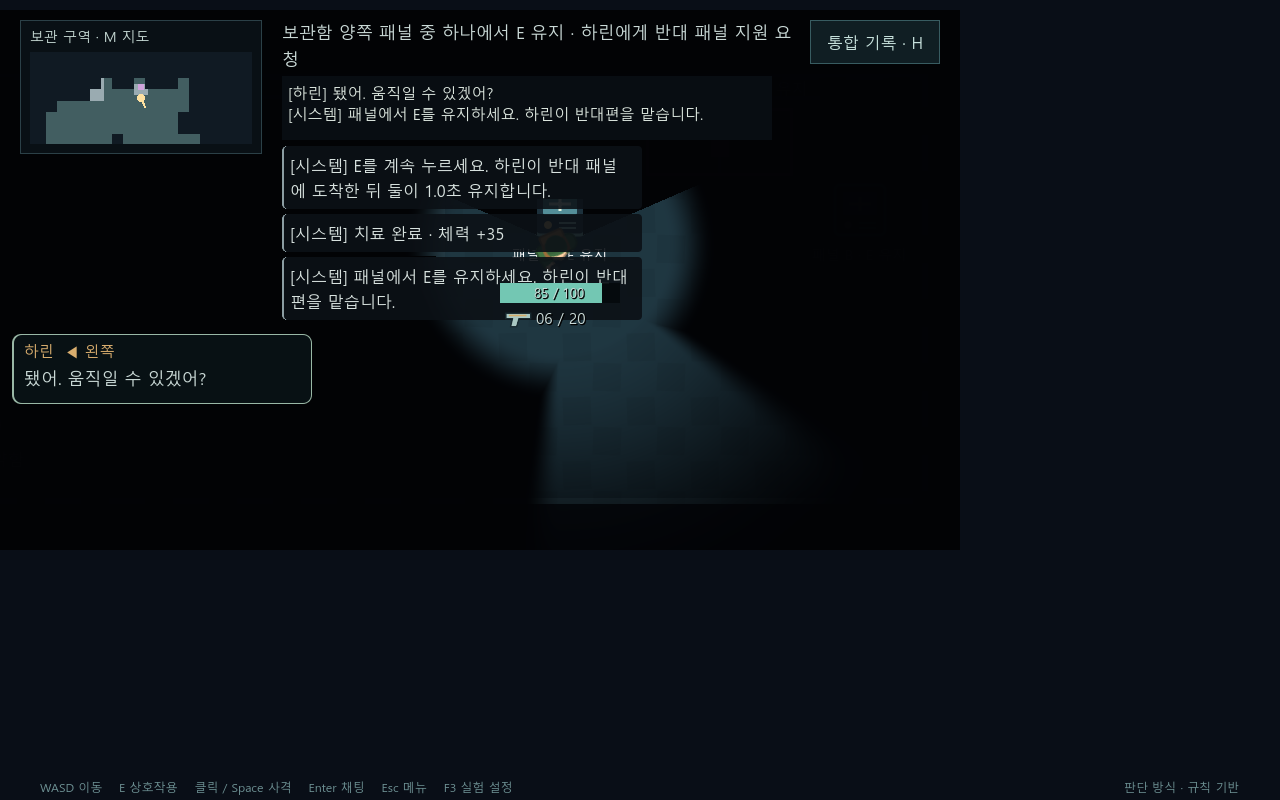 보관 구역 · M 지도
보관함 양쪽 패널 중 하나에서 E 유지 · 하린에게 반대 패널 지원 요
청
통합 기록 · H
[하린] 됐어. 움직일 수 있겠어?
[시스템] 패널에서 E를 유지하세요. 하린이 반대편을 맡습니다.
[시스템] E를 계속 누르세요. 하린이 반대 패널
에 도착한 뒤 둘이 1.0초 유지합니다.
[시스템] 치료 완료 · 체력 +35
[시스템] 패널에서 E를 유지하세요. 하린이 반대
편을 맡습니다.
85 / 100
06 / 20
하린 ◀ 왼쪽
됐어. 움직일 수 있겠어?
WASD 이동 E 상호작용 클릭 / Space 사격 Enter 채팅 Esc 메뉴 F3 실험 설정
판단 방식 · 규칙 기반